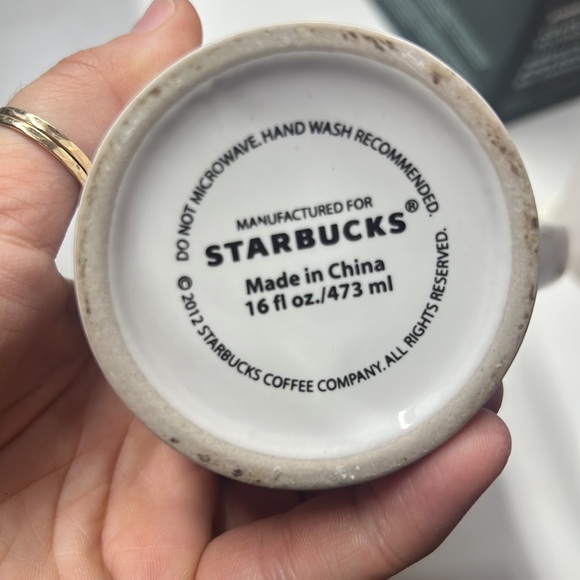 DO NOT MICROWAVE. HAND WASH RECOMMENDED.
MANUFACTURED FOR
STARBUCKS®
Made in China
16 fl oz./473 ml
© 2012 STARBUCKS COFFEE COMPANY. ALL RIGHTS RESERVED.